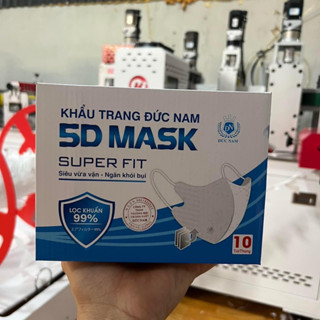 KHẨU TRANG ĐỨC NAM
5D MASK
SUPER FIT
Siêu vừa vặn - Ngăn khói bụi
ĐỨC NAM
LỌC KHUẨN
99%
10